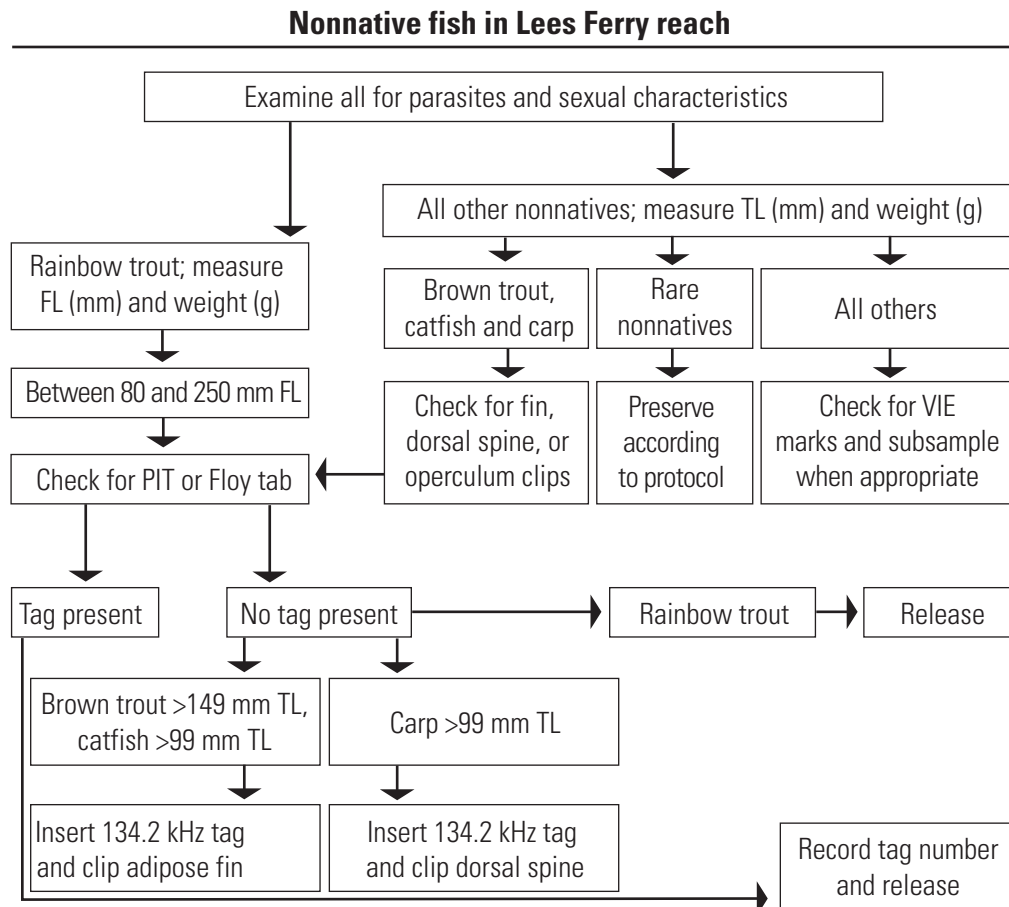 Nonnative fish in Lees Ferry reach
Examine all for parasites and sexual characteristics
All other nonnatives; measure TL (mm) and weight (g)
Rainbow trout; measure
FL (mm) and weight (g)
Brown trout,
catfish and carp
Rare
nonnatives
All others
Between 80 and 250 mm FL
Check for fin,
dorsal spine, or
operculum clips
Preserve
according
to protocol
Check for VIE
marks and subsample
when appropriate
Check for PIT or Floy tab
Tag present
No tag present
Rainbow trout
Release
Brown trout >149 mm TL,
catfish >99 mm TL
Carp >99 mm TL
Insert 134.2 kHz tag
and clip adipose fin
Insert 134.2 kHz tag
and clip dorsal spine
Record tag number
and release